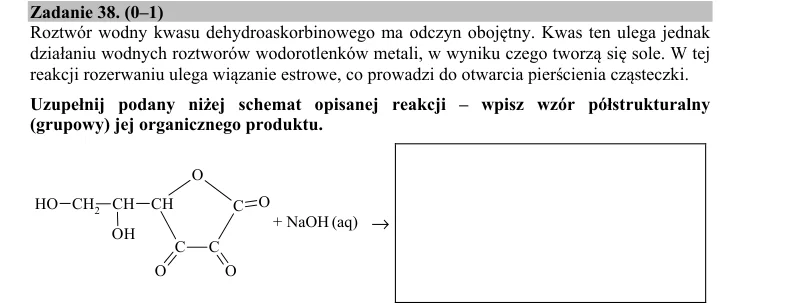 Zadanie 38. (0–1)
Roztwór wodny kwasu dehydroaskorbinowego ma odczyn obojętny. Kwas ten ulega jednak
działaniu wodnych roztworów wodorotlenków metali, w wyniku czego tworzą się sole. W tej
reakcji rozerwaniu ulega wiązanie estrowe, co prowadzi do otwarcia pierścienia cząsteczki.
Uzupełnij podany niżej schemat opisanej reakcji – wpisz wzór półstrukturalny
(grupowy) jej organicznego produktu.
O
HO–CH₂–CH–CH C=O
+ NaOH (aq) →
OH
C–C
O O